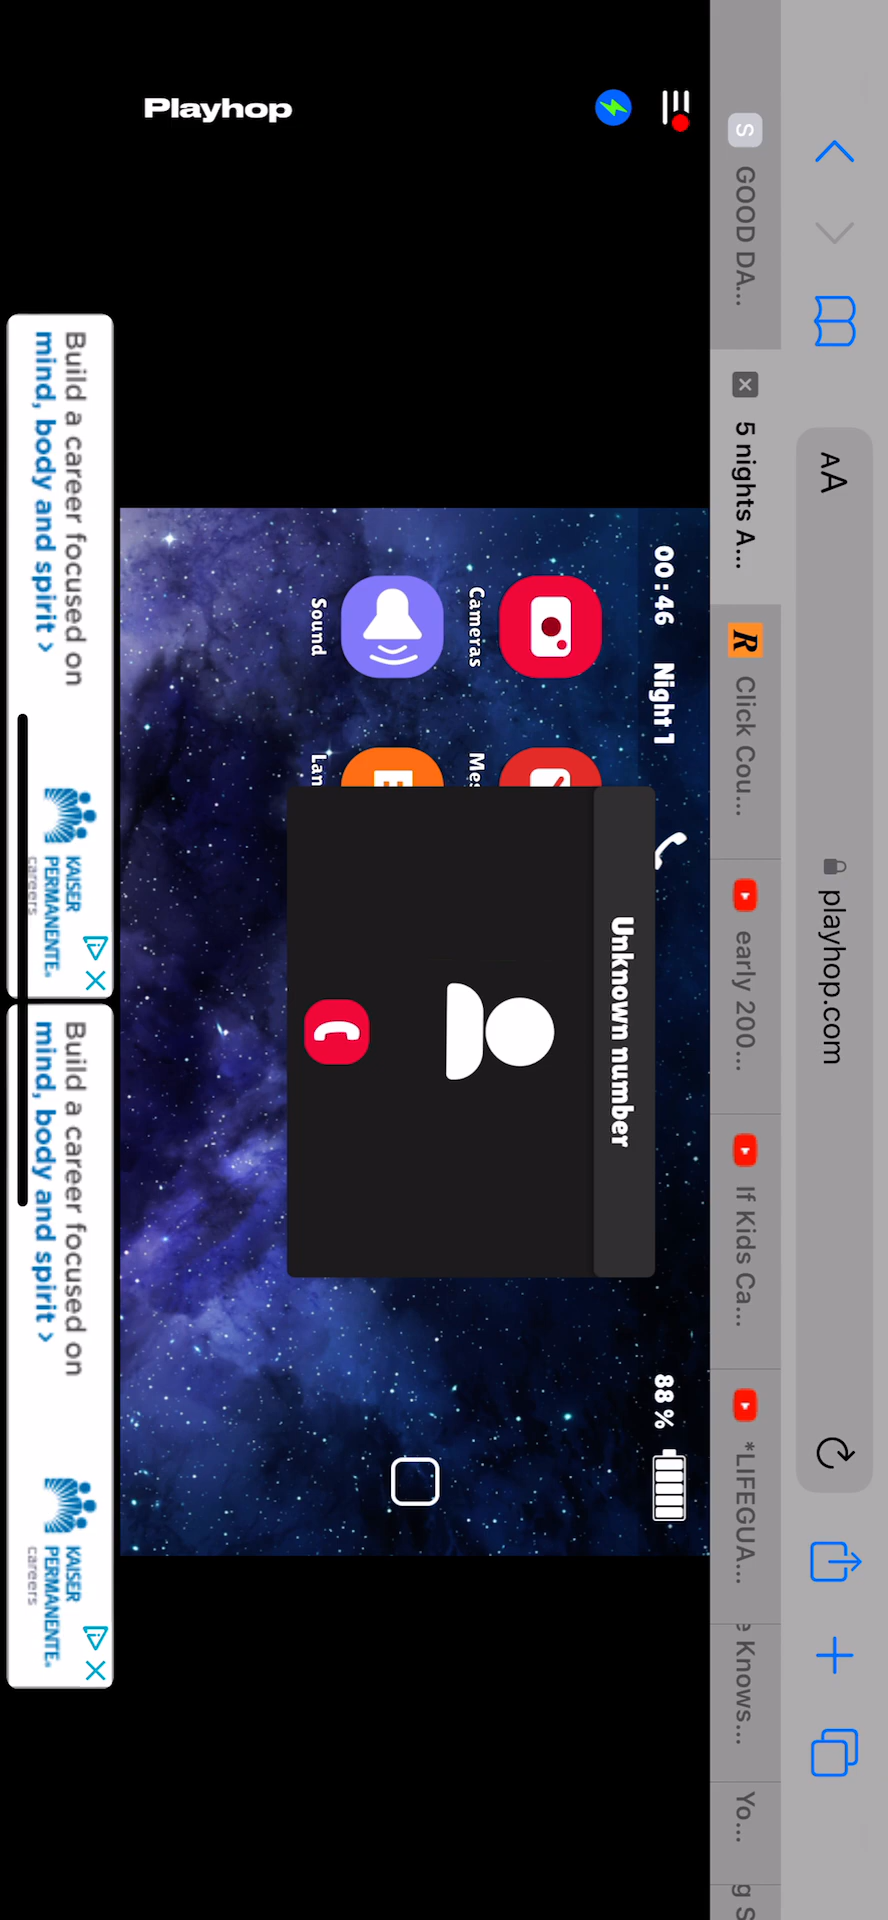 AA
playhop.com
S
GOOD DA...
5 nights A...
R
Click Cou...
early 200...
If Kids Ca...
*LIFEGUA...
e Knows...
Yo...
g S
Playhop
00:46
Night 1
88 %
Unknown number
Cameras
Mes
Sound
Lan
Build a career focused on
mind, body and spirit >
KAISER
PERMANENTE®
careers
Build a career focused on
mind, body and spirit >
KAISER
PERMANENTE®
careers